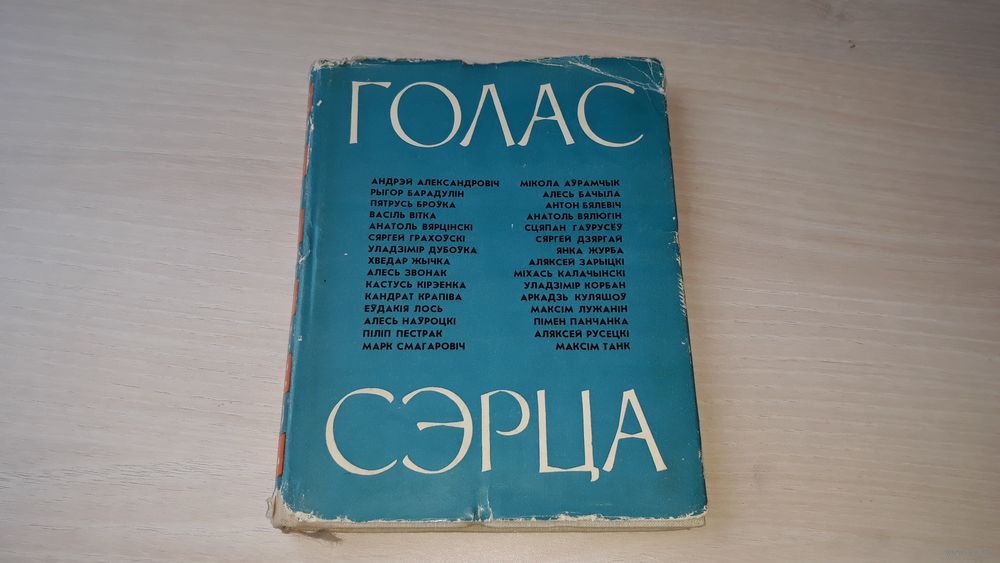 ГОЛАС
АНДРЭЙ АЛЕКСАНДРОВІЧ МІКОЛА АЎРАМЧЫК
РЫГОР БАРАДУЛІН АЛЕСЬ БАЧЫЛА
ПЯТРУСЬ БРОЎКА АНТОН БЯЛЕВІЧ
ВАСІЛЬ ВІТКА АНАТОЛЬ ВЯЛЮГІН
АНАТОЛЬ ВЯРЦІНСКІ СЦЯПАН ГАЎРУСЁЎ
СЯРГЕЙ ГРАХОЎСКІ СЯРГЕЙ ДЗЯРГАЙ
УЛАДЗІМІР ДУБОЎКА ЯНКА ЖУРБА
ХВЕДАР ЖЫЧКА АЛЯКСЕЙ ЗАРЫЦКІ
АЛЕСЬ ЗВОНАК МІХАСЬ КАЛАЧЫНСКІ
КАСТУСЬ КІРЭЕНКА УЛАДЗІМІР КОРБАН
КАНДРАТ КРАПІВА АРКАДЗЬ КУЛЯШОЎ
ЕЎДАКІЯ ЛОСЬ МАКСІМ ЛУЖАНІН
АЛЕСЬ НАЎРОЦКІ ПІМЕН ПАНЧАНКА
ПІЛІП ПЕСТРАК АЛЯКСЕЙ РУСЕЦКІ
МАРК СМАГАРОВІЧ МАКСІМ ТАНК
СЭРЦА